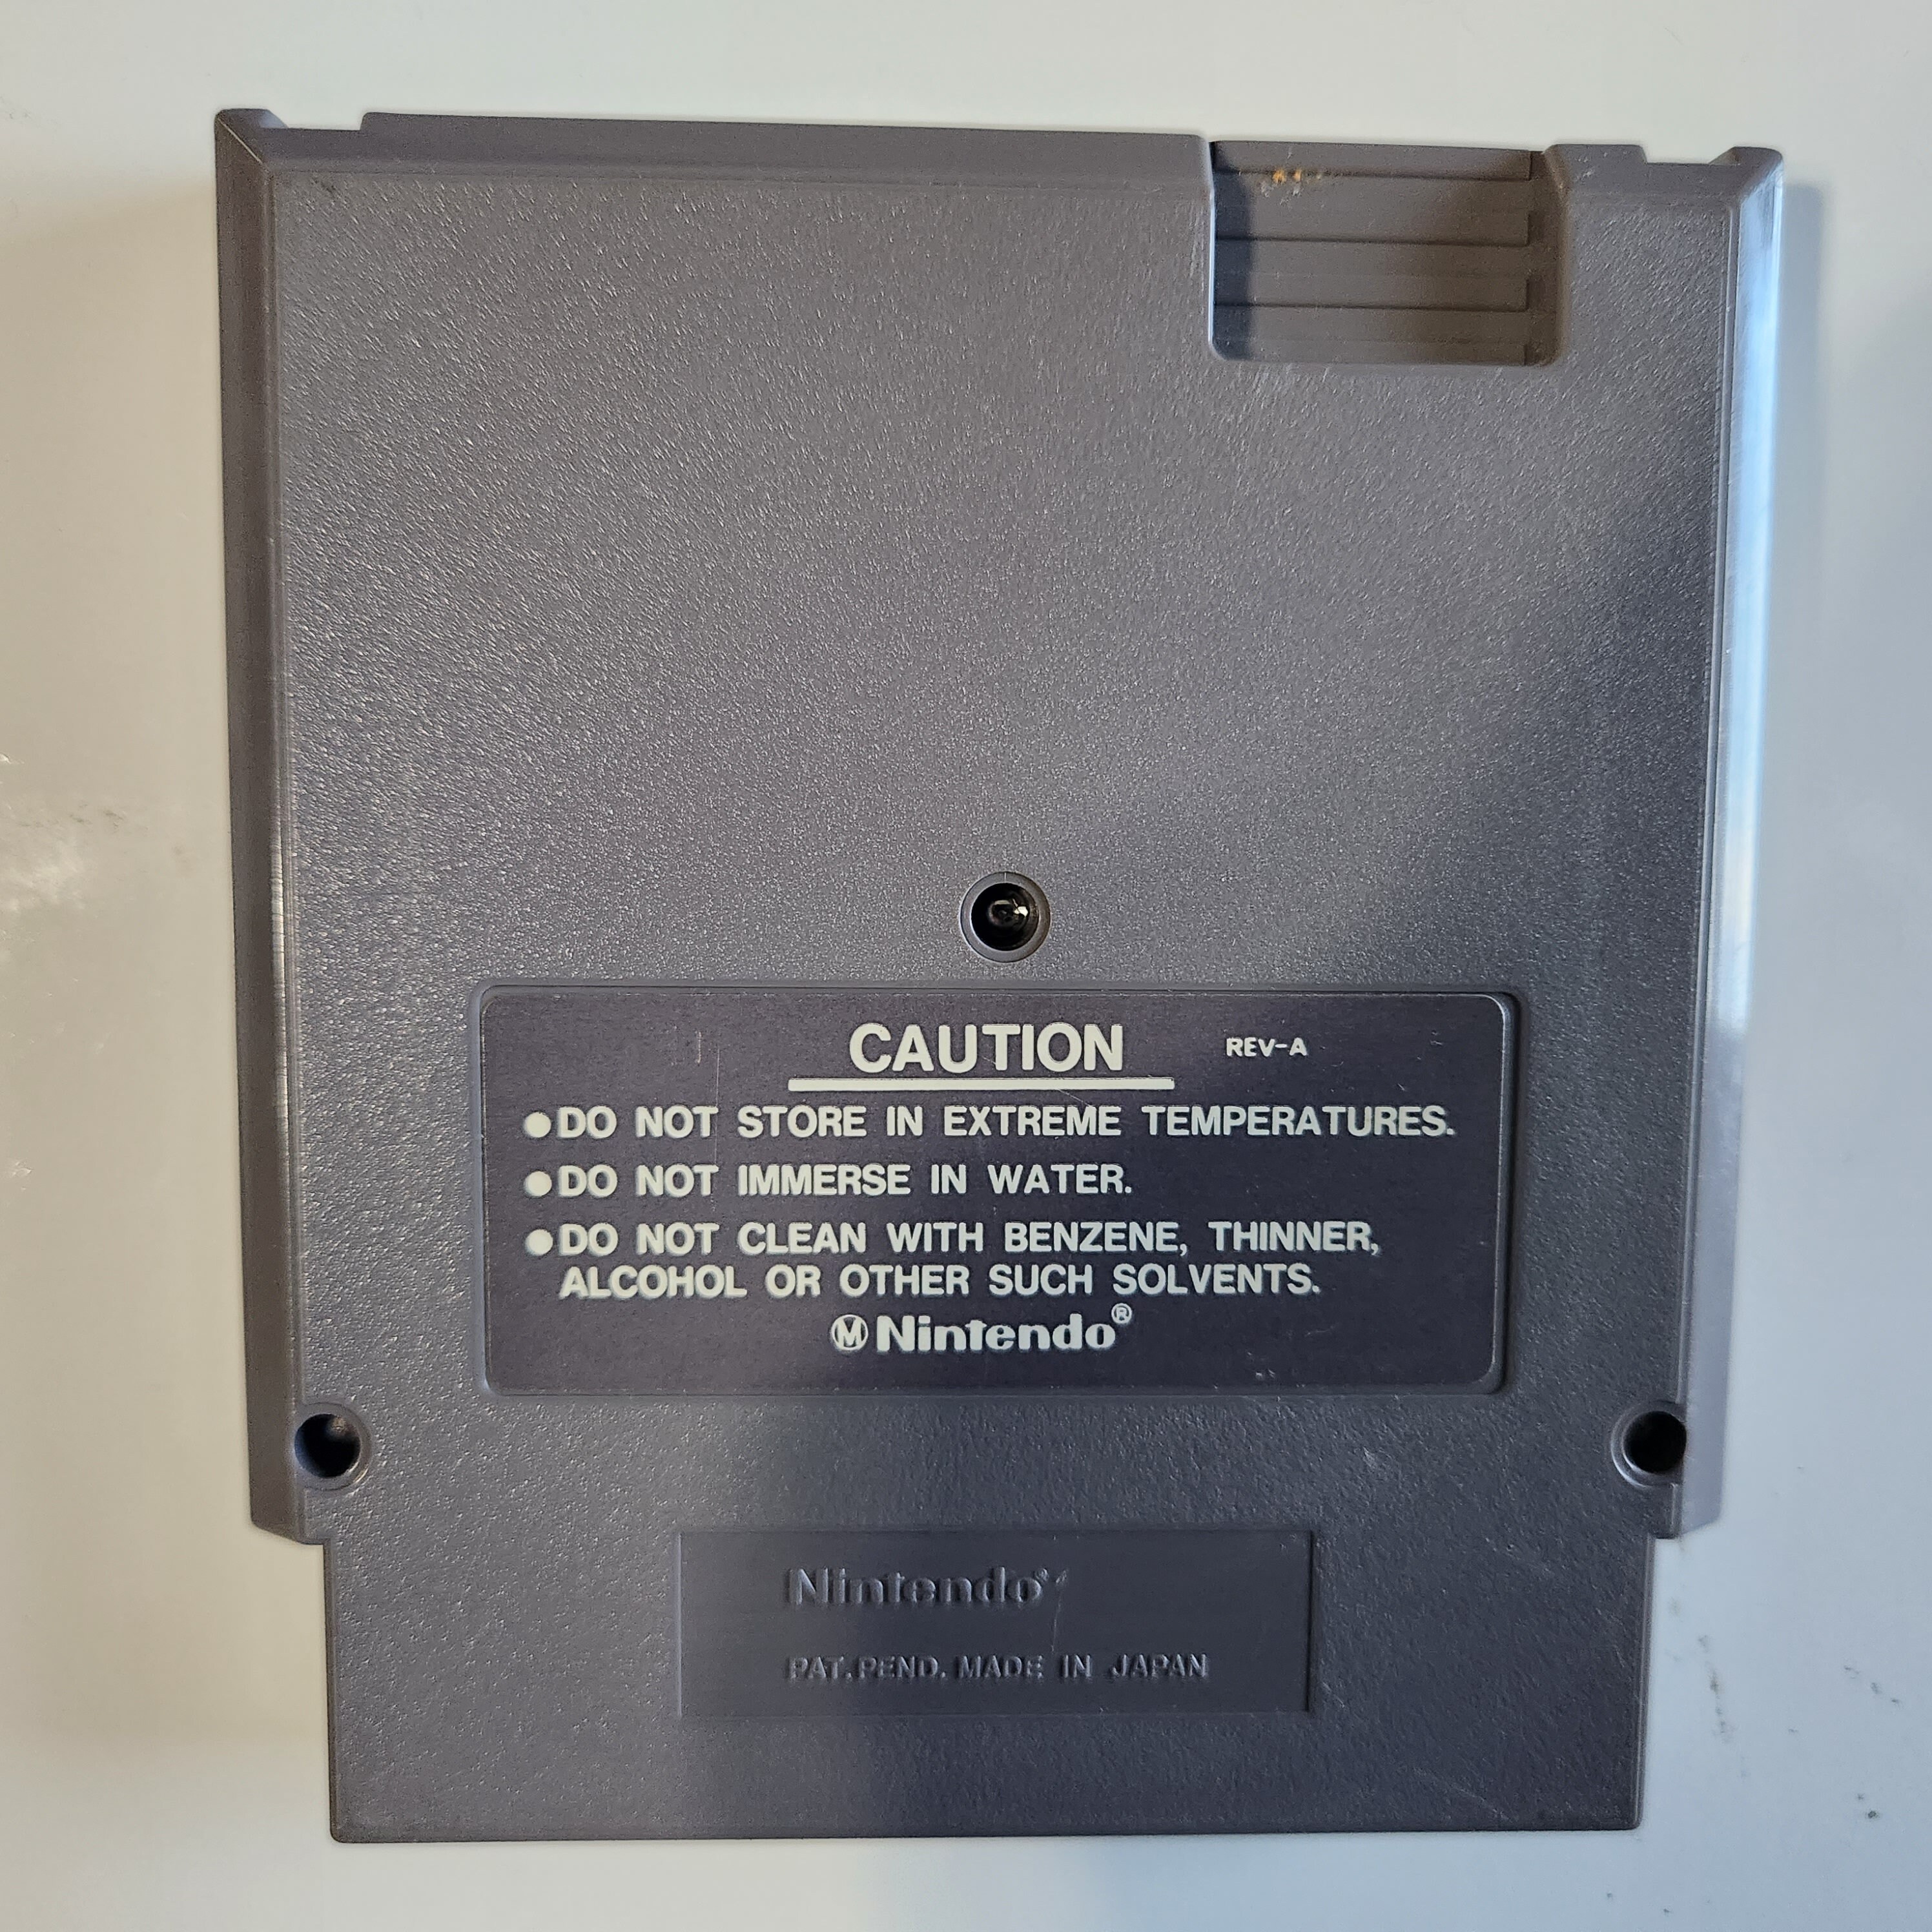 CAUTION REV-A
●DO NOT STORE IN EXTREME TEMPERATURES.
●DO NOT IMMERSE IN WATER.
●DO NOT CLEAN WITH BENZENE, THINNER,
ALCOHOL OR OTHER SUCH SOLVENTS.
Ⓜ Nintendo®
Nintendo®
PAT. PEND. MADE IN JAPAN